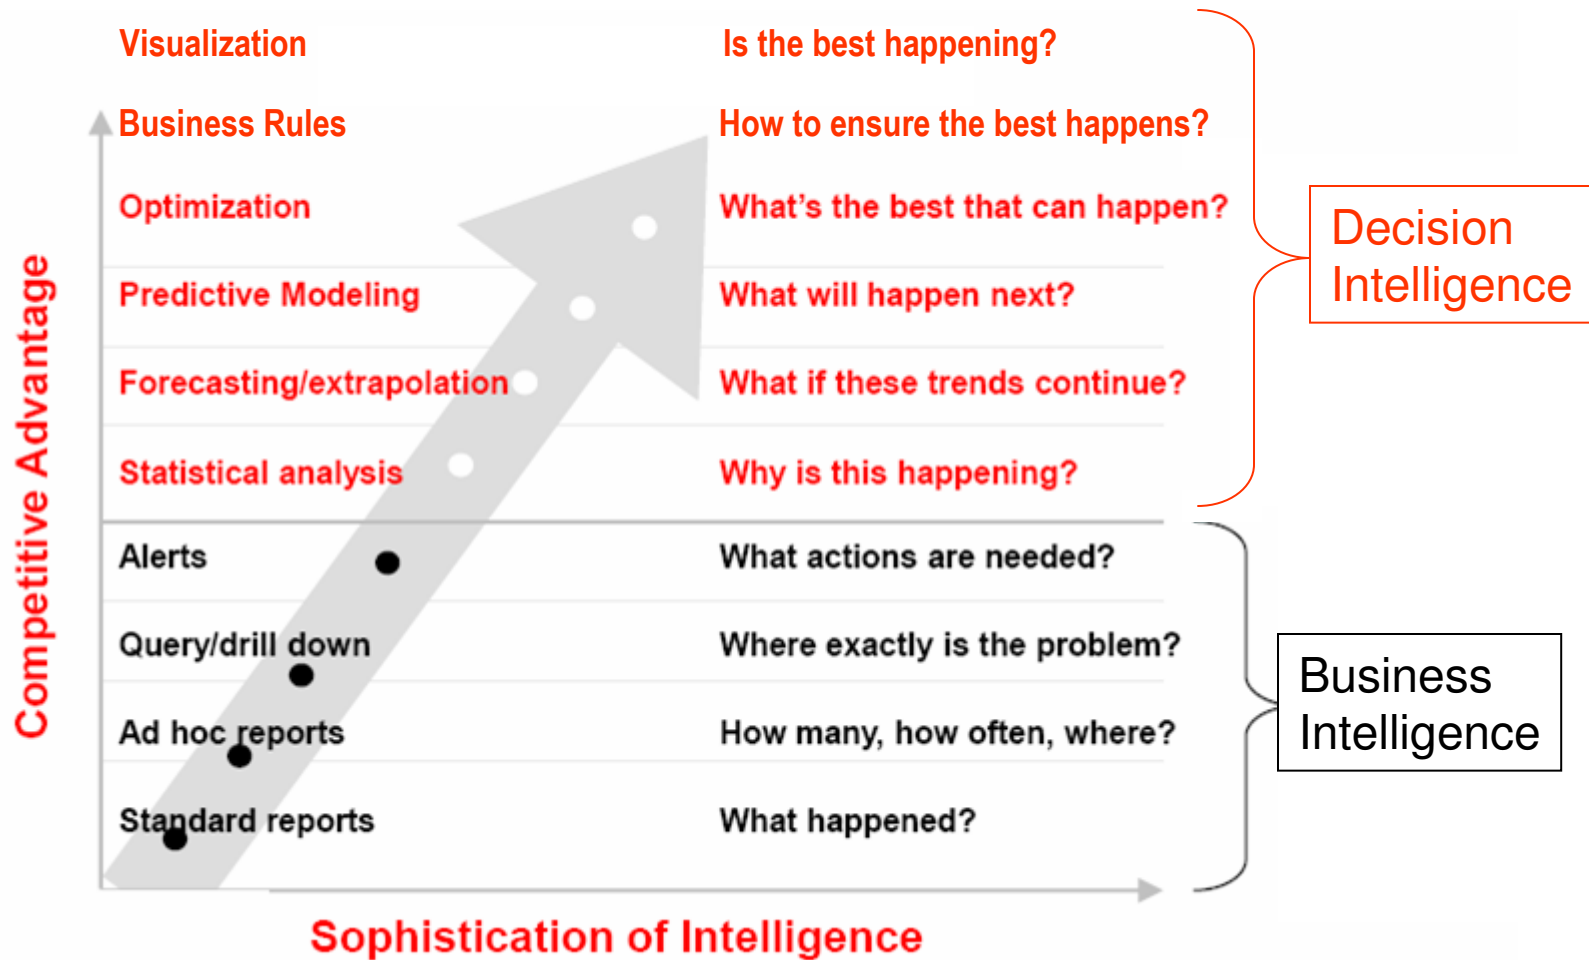 Visualization Is the best happening?
Business Rules How to ensure the best happens?
Optimization What's the best that can happen?
Predictive Modeling What will happen next?
Forecasting/extrapolation What if these trends continue?
Statistical analysis Why is this happening?
Decision
Intelligence
Alerts What actions are needed?
Query/drill down Where exactly is the problem?
Ad hoc reports How many, how often, where?
Standard reports What happened?
Business
Intelligence
Competitive Advantage
Sophistication of Intelligence